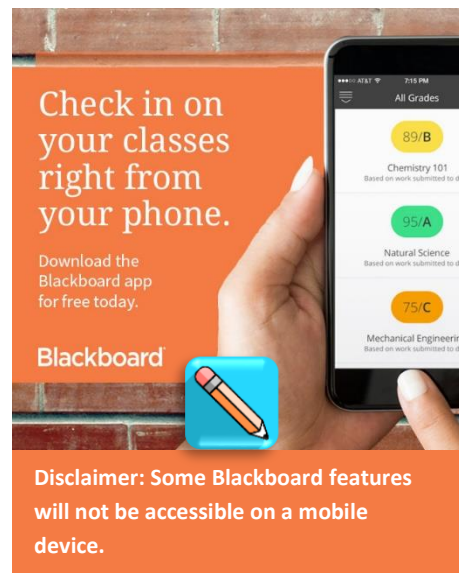 Check in on
your classes
right from
your phone.
Download the
Blackboard app
for free today.
Blackboard
AT&T 7:15 PM
All Grades
89/B
Chemistry 101
Based on work submitted to d
95/A
Natural Science
Based on work submitted to d
75/C
Mechanical Engineerin
Based on work submitted to d
Disclaimer: Some Blackboard features
will not be accessible on a mobile
device.